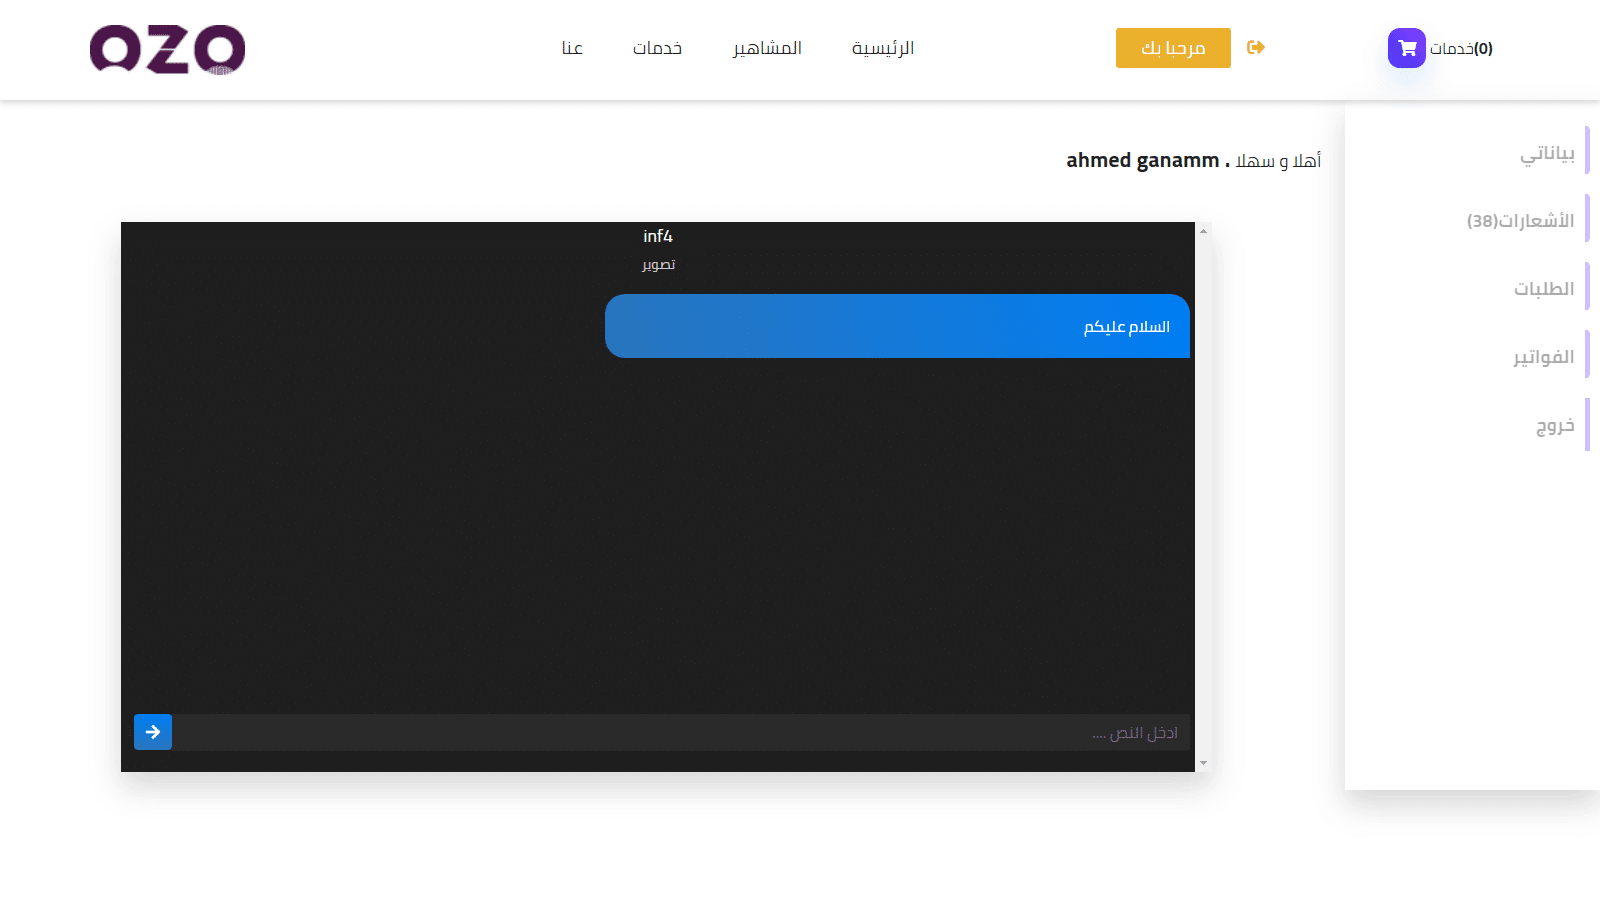 (0)خدمات
مرحبا بك
الرئيسية
المشاهير
خدمات
عنا
OZO
بياناتي
الأشعارات(38)
الطلبات
الفواتير
خروج
أهلا و سهلا . ahmed ganamm
inf4
تصوير
السلام عليكم
ادخل النص ....